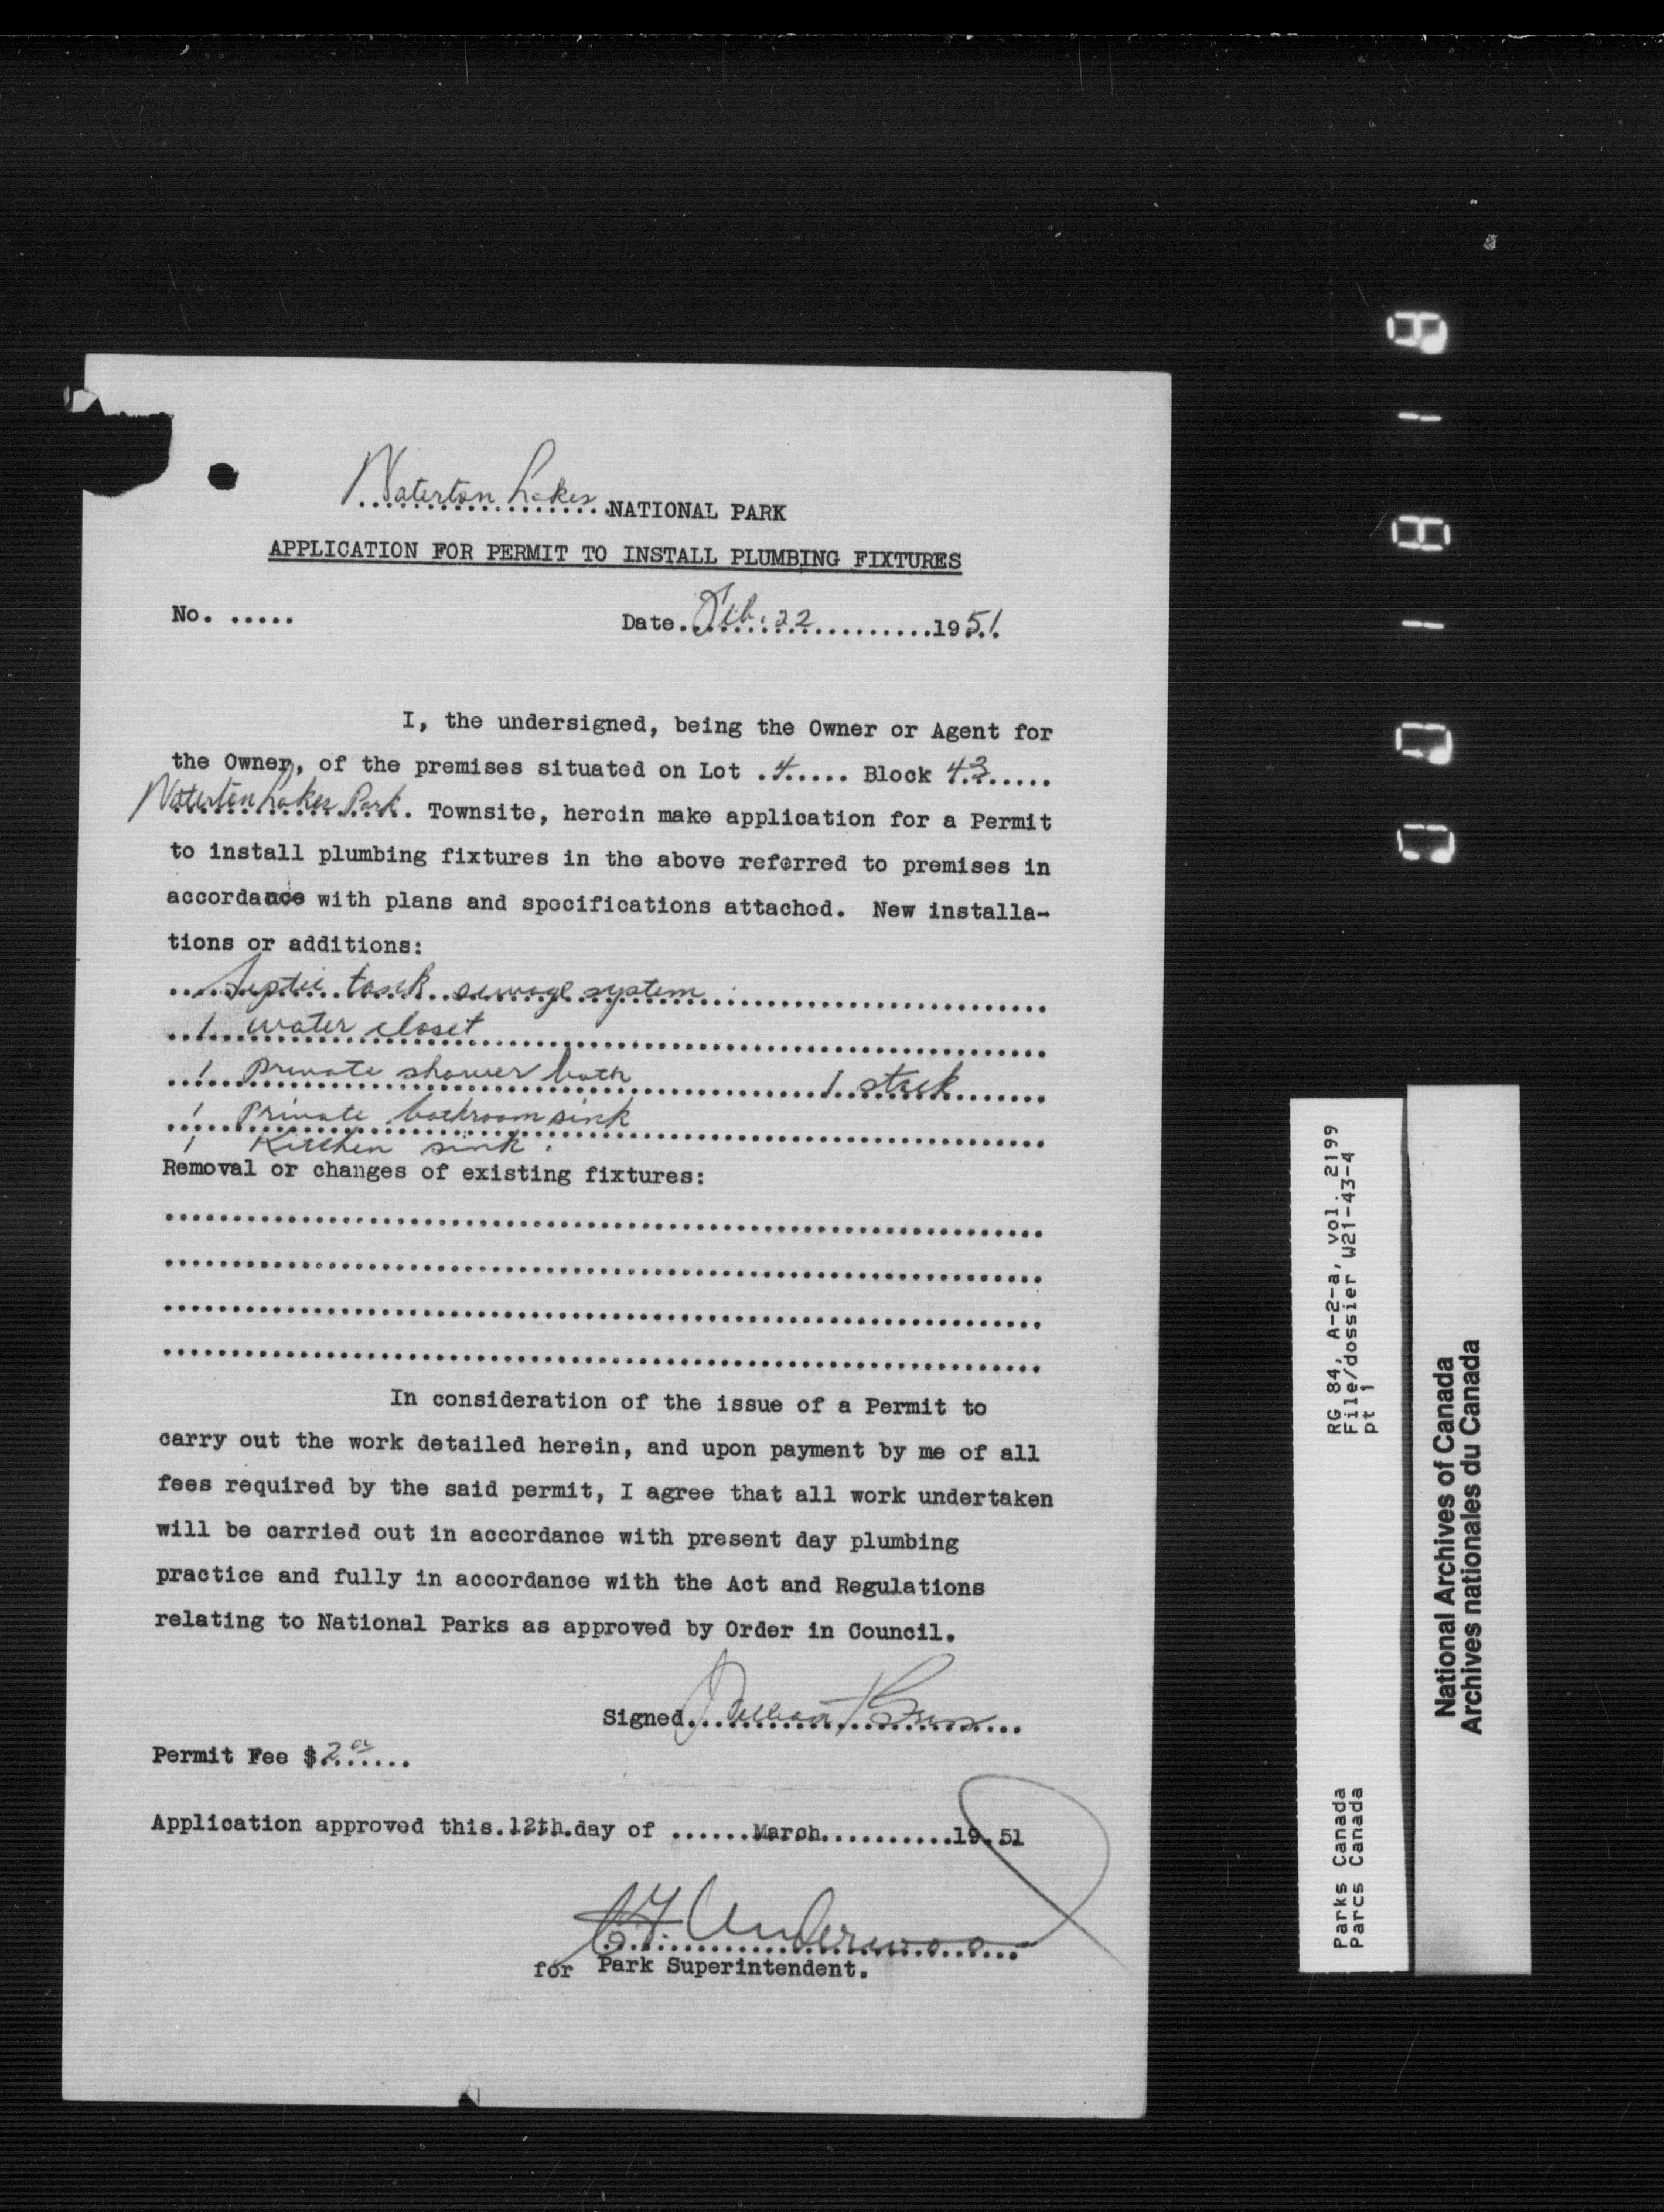 Waterton Lakes NATIONAL PARK
APPLICATION FOR PERMIT TO INSTALL PLUMBING FIXTURES
No. ..... Date. Feb. 22 ..........1951.
I, the undersigned, being the Owner or Agent for
the Owner, of the premises situated on Lot .4..... Block 43.....
Waterton Lakes Park. Townsite, herein make application for a Permit
to install plumbing fixtures in the above referred to premises in
accordance with plans and specifications attached. New installa-
tions or additions:
Septic tank sewage system
1 water closet
1 private shower bath 1 stack
1 Private bathroom sink
1 Kitchen sink.
Removal or changes of existing fixtures:
In consideration of the issue of a Permit to
carry out the work detailed herein, and upon payment by me of all
fees required by the said permit, I agree that all work undertaken
will be carried out in accordance with present day plumbing
practice and fully in accordance with the Act and Regulations
relating to National Parks as approved by Order in Council.
Signed
Permit Fee $2.00
Application approved this.12th.day of ......March..........19.51
Underwood
for Park Superintendent.
RG 84, A-2-a, vol. 2199
File/dossier W21-43-4
pt 1
Parks Canada
Parcs Canada
National Archives of Canada
Archives nationales du Canada